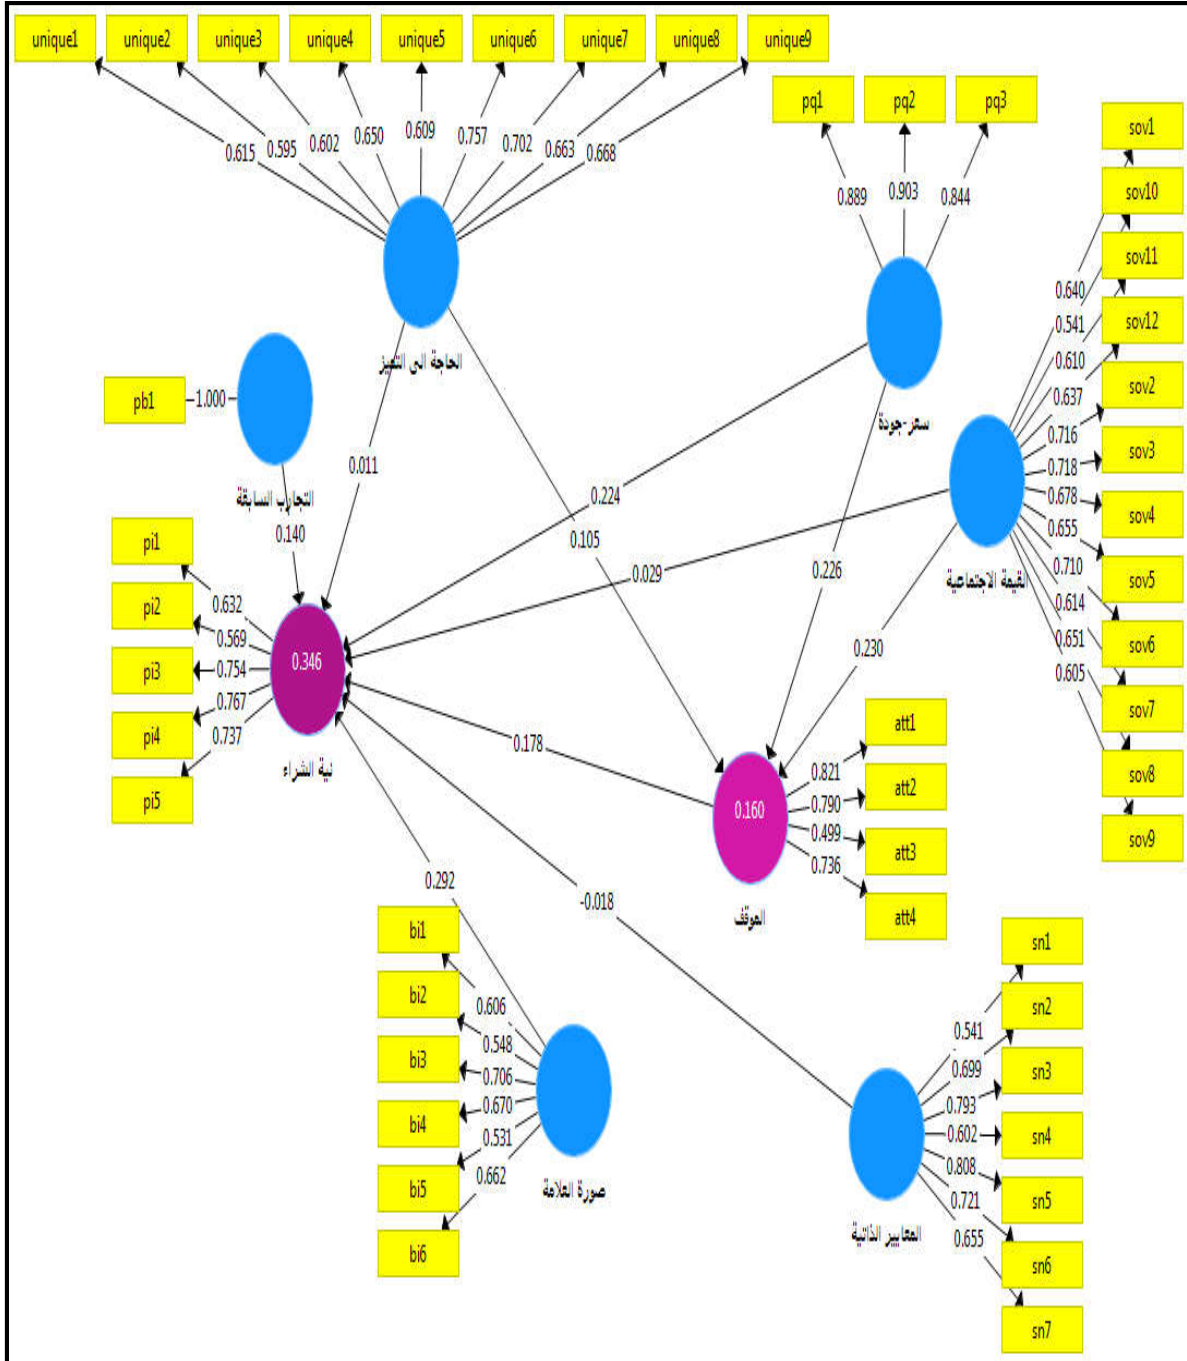 unique1 unique2 unique3 unique4 unique5 unique6 unique7 unique8 unique9
0.615 0.595 0.602 0.650 0.609 0.757 0.702 0.663 0.668
الحاجة الى التميز
pq1 pq2 pq3
0.889 0.903 0.844
سعر-جودة
sov1
sov10
sov11
sov12
sov2
sov3
sov4
sov5
sov6
sov7
sov8
sov9
0.640
0.541
0.610
0.637
0.716
0.718
0.678
0.655
0.710
0.614
0.651
0.605
القيمة الاجتماعية
pb1
1.000
التجارب السابقة
0.140
0.011
0.105
0.224
0.226
0.029
0.230
pi1
pi2
pi3
pi4
pi5
0.632
0.569
0.754
0.767
0.737
0.346
نية الشراء
0.178
0.160
الموقف
att1
att2
att3
att4
0.821
0.790
0.499
0.736
0.292
-0.018
bi1
bi2
bi3
bi4
bi5
bi6
0.606
0.548
0.706
0.670
0.531
0.662
صورة العلامة
sn1
sn2
sn3
sn4
sn5
sn6
sn7
0.541
0.699
0.793
0.602
0.808
0.721
0.655
المعايير الذاتية